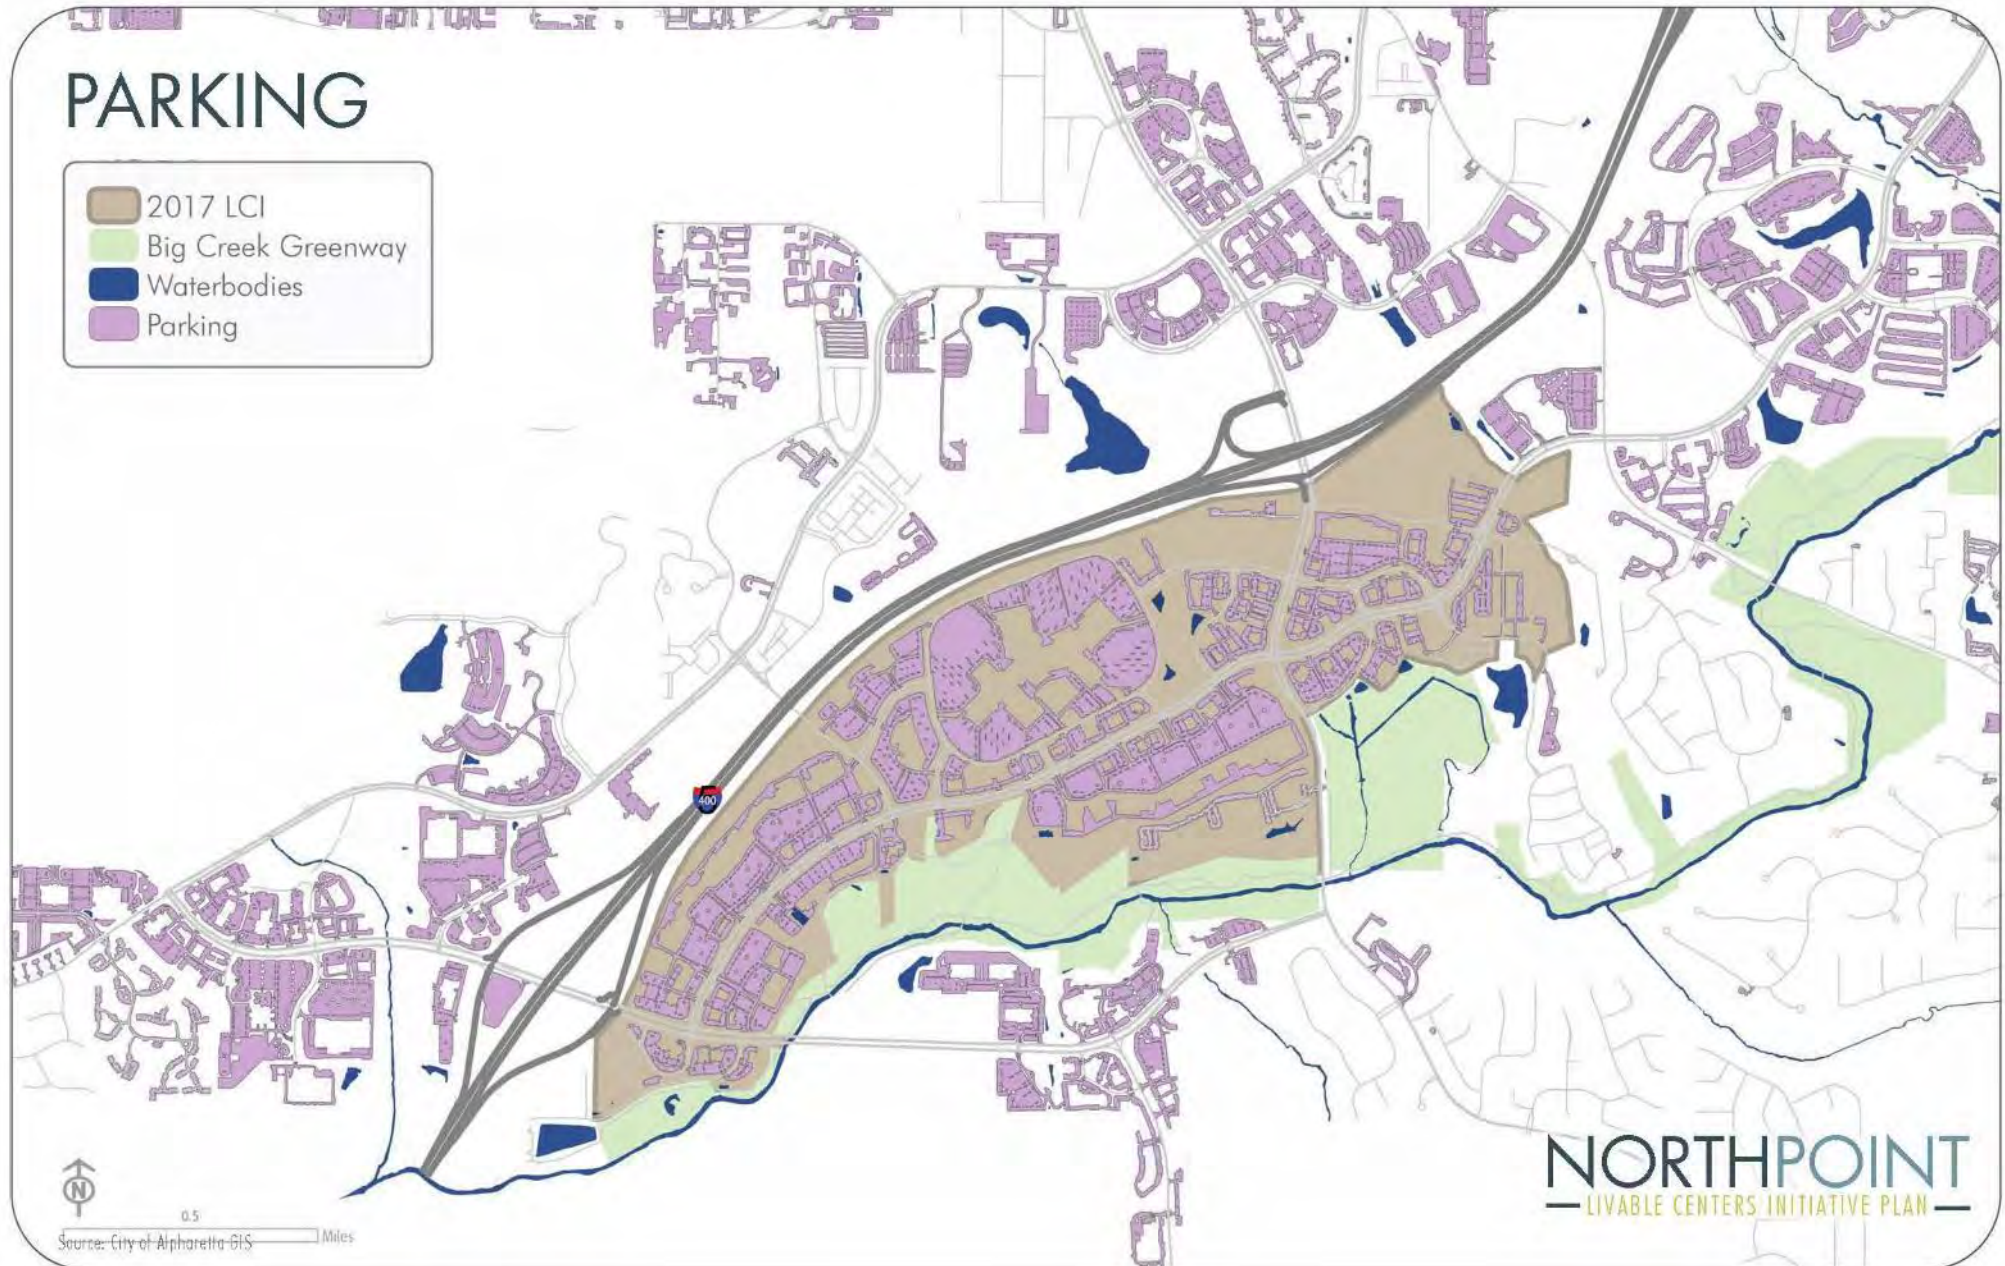 PARKING
2017 LCI
Big Creek Greenway
Waterbodies
Parking
400
N
0.5
Miles
Source: City of Alpharetta GIS
NORTHPOINT
LIVABLE CENTERS INITIATIVE PLAN